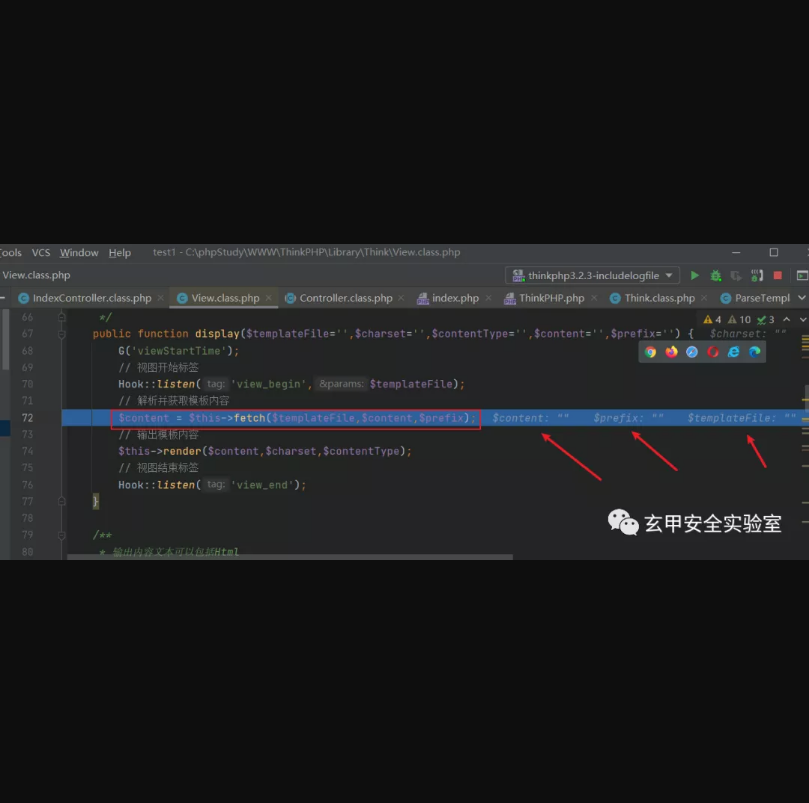 Tools VCS Window Help test1 - C:\phpStudy\WWW\ThinkPHP\Library\Think\View.class.php
View.class.php thinkphp3.2.3-includelogfile
IndexController.class.php View.class.php Controller.class.php index.php ThinkPHP.php Think.class.php ParseTempl
66 */ 4 10 3
67 public function display($templateFile='',$charset='',$contentType='',$content='',$prefix='') { $charset: ""
68 G('viewStartTime');
69 // 视图开始标签
70 Hook::listen( tag: 'view_begin', &params: $templateFile);
71 // 解析并获取模板内容
72 $content = $this->fetch($templateFile,$content,$prefix); $content: "" $prefix: "" $templateFile: ""
73 // 输出模板内容
74 $this->render($content,$charset,$contentType);
75 // 视图结束标签
76 Hook::listen( tag: 'view_end');
77 }
78
79 /**
80 * 输出内容文本可以包括Html
玄甲安全实验室